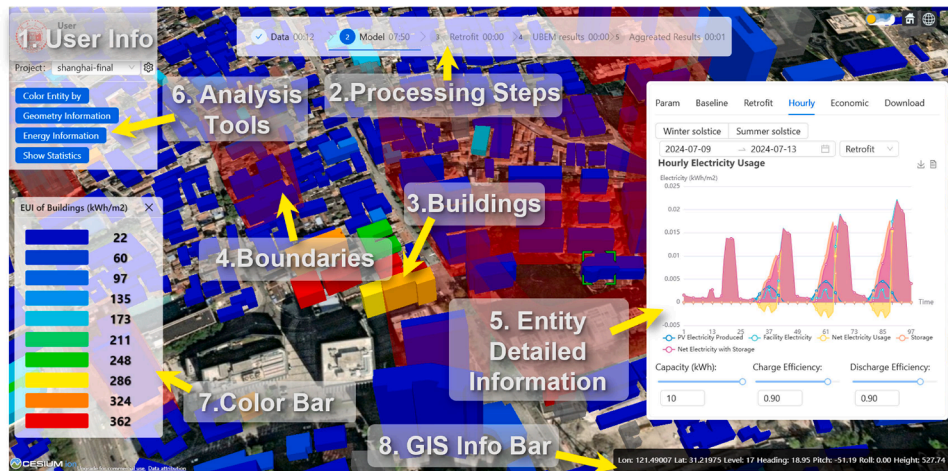 User
1. User Info
Project: shanghai-final
Color Entity by
Geometry Information
Energy Information
Show Statistics
Data 00:12
2 Model 07:50
3 Retrofit 00:00
4 UBEM results 00:00
5 Aggreated Results 00:01
6. Analysis
Tools
2.Processing Steps
3.Buildings
4.Boundaries
EUI of Buildings (kWh/m2)
22
60
97
135
173
211
248
286
324
362
7.Color Bar
5. Entity
Detailed
Information
Param Baseline Retrofit Hourly Economic Download
Winter solstice Summer solstice
2024-07-09 → 2024-07-13 Retrofit
Hourly Electricity Usage
Electricity (kWh/m2)
0.025
0.02
0.015
0.01
0.005
0
-0.005
Time
1 13 25 37 49 61 73 85 97
PV Electricity Produced Facility Electricity Net Electricity Usage Storage
Net Electricity with Storage
Capacity (kWh): Charge Efficiency: Discharge Efficiency:
10 0.90 0.90
8. GIS Info Bar
CESIUM ion Upgrade for commercial use. Data attribution
Lon: 121.49007 Lat: 31.21975 Level: 17 Heading: 18.95 Pitch: -51.19 Roll: 0.00 Height: 527.74